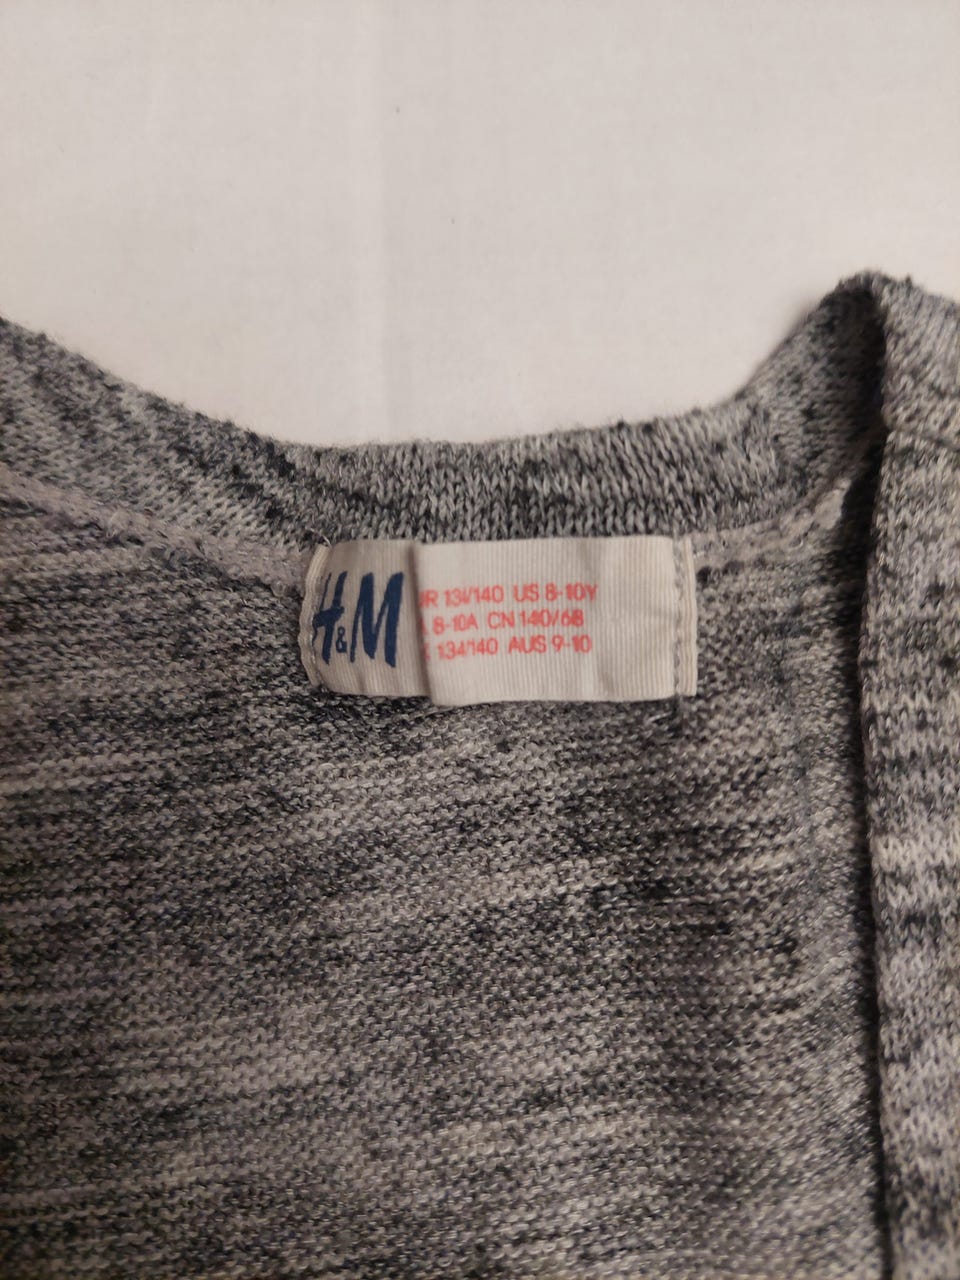 H&M
R 134/140 US 8-10Y
8-10A CN 140/68
134/140 AUS 9-10